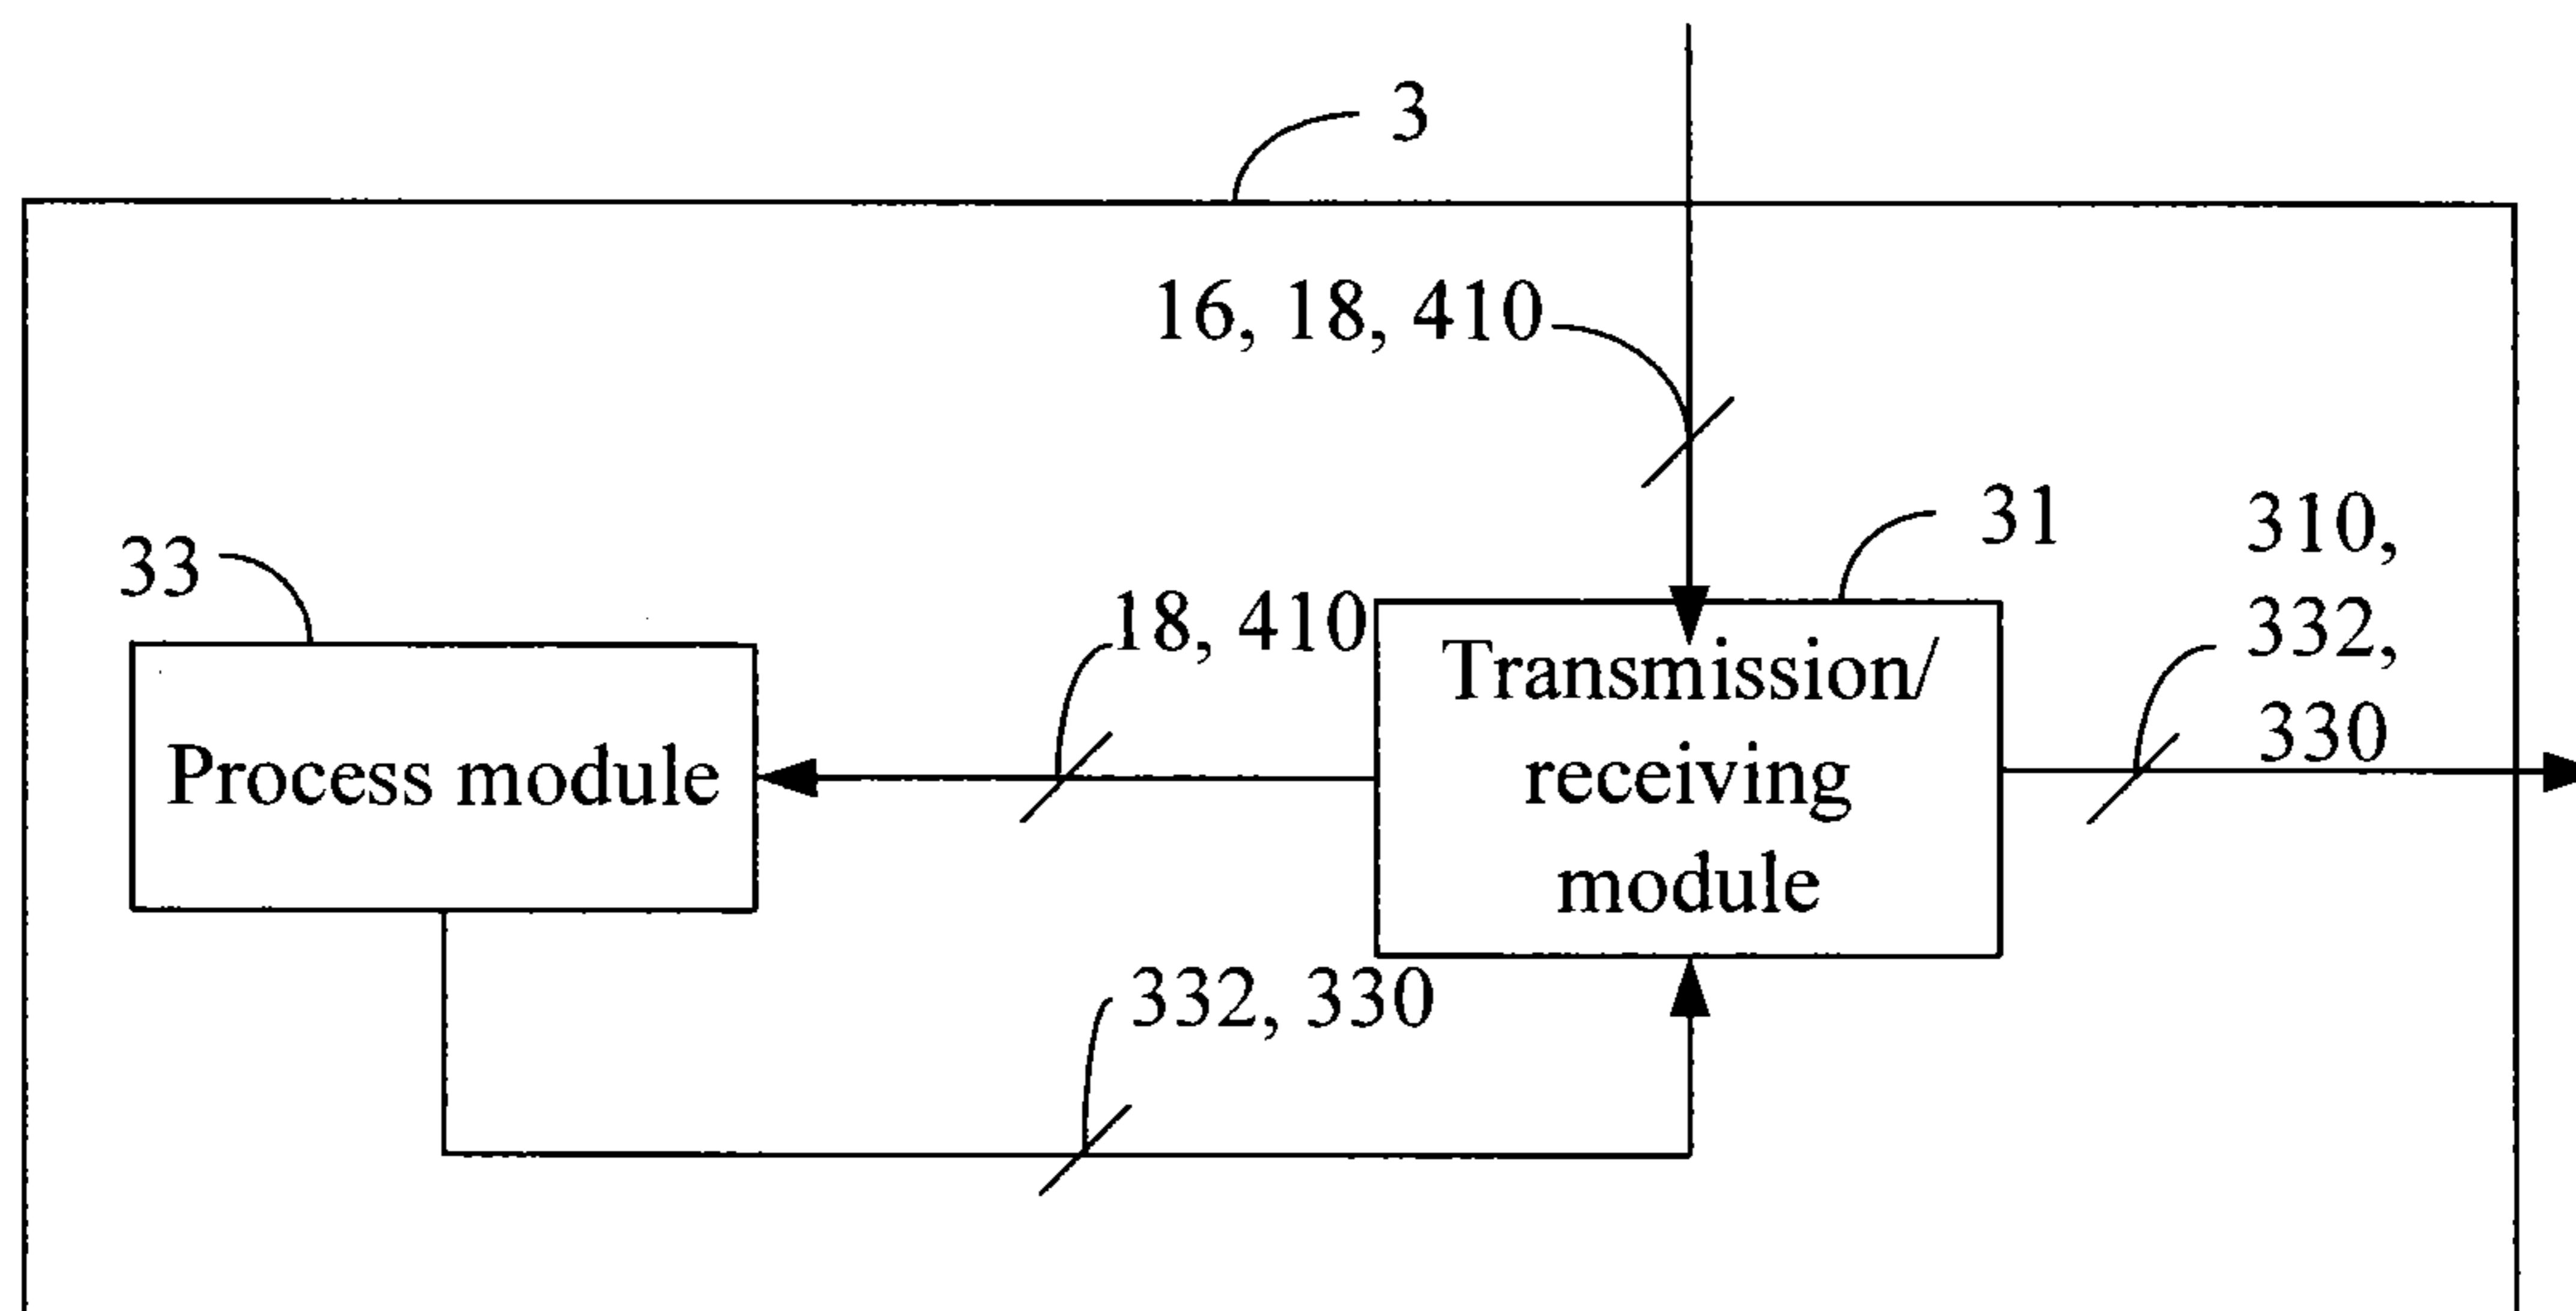 3
16, 18, 410
31
310,
332,
330
33
18, 410
Transmission/
receiving
module
Process module
332, 330